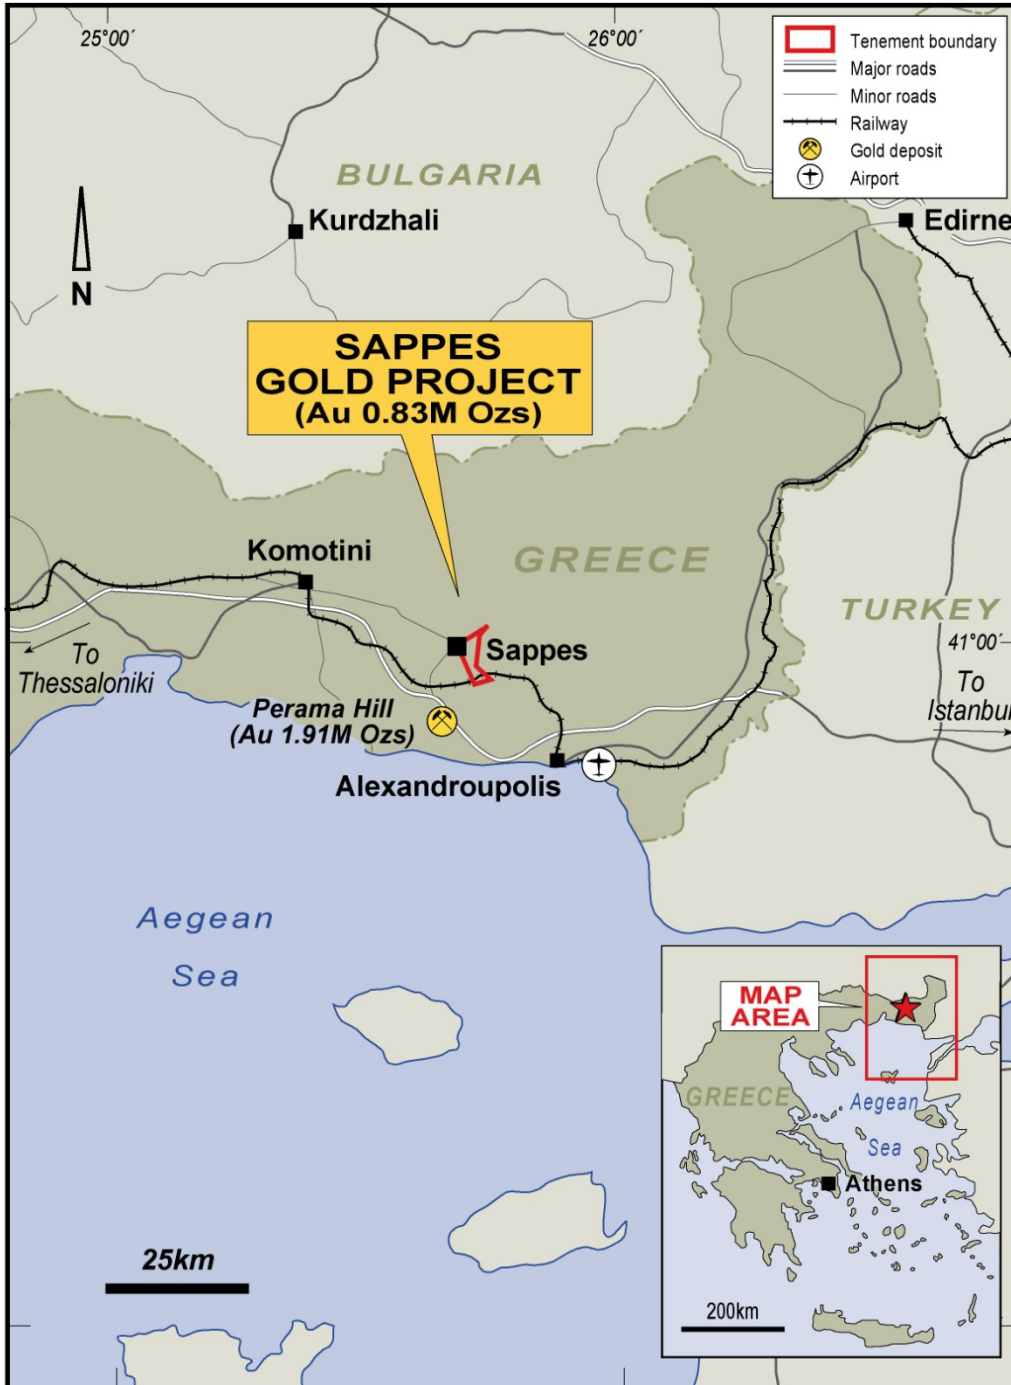 25°00´
26°00´
Tenement boundary
Major roads
Minor roads
Railway
Gold deposit
Airport
BULGARIA
Kurdzhali
Edirne
N
SAPPES
GOLD PROJECT
(Au 0.83M Ozs)
Komotini
GREECE
TURKEY
Sappes
41°00´
To
Thessaloniki
To
Istanbul
Perama Hill
(Au 1.91M Ozs)
Alexandroupolis
Aegean
Sea
25km
MAP
AREA
GREECE
Aegean
Sea
Athens
200km